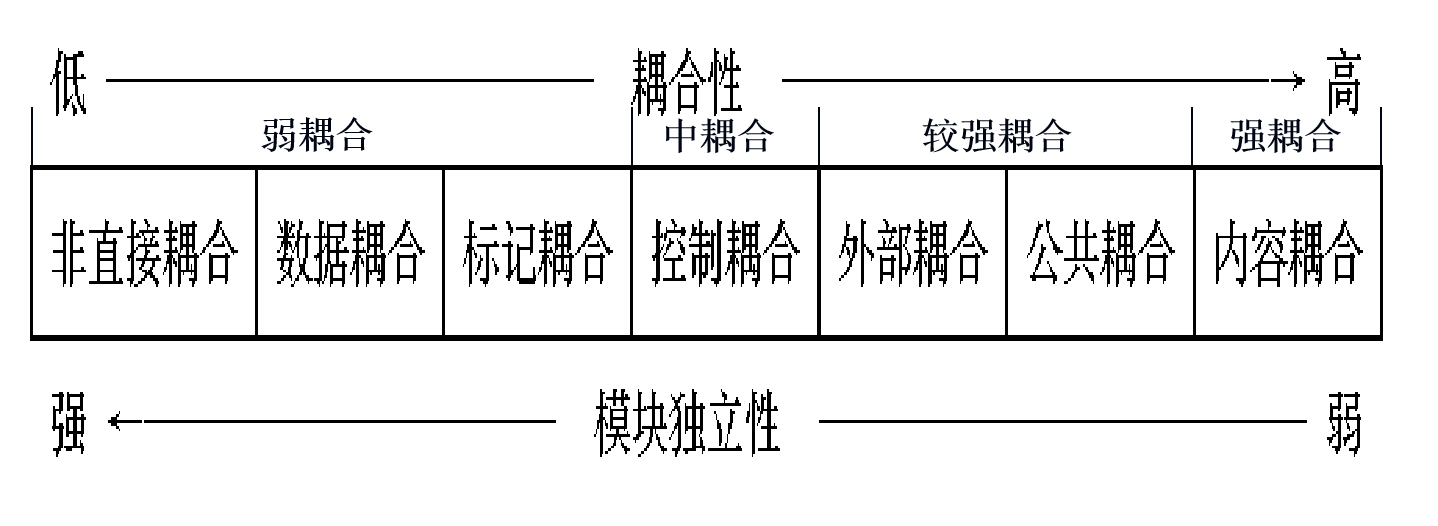 低 耦合性 高
弱耦合 中耦合 较强耦合 强耦合
非直接耦合 数据耦合 标记耦合 控制耦合 外部耦合 公共耦合 内容耦合
强 模块独立性 弱